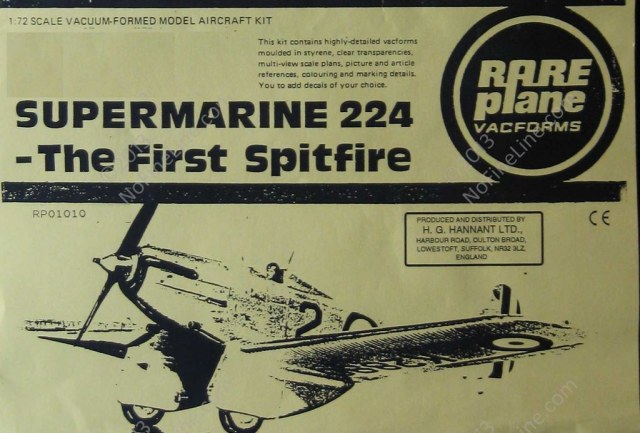 1:72 SCALE VACUUM-FORMED MODEL AIRCRAFT KIT
This kit contains highly-detailed vacforms
moulded in styrene, clear transparencies,
multi-view scale plans, picture and article
references, colouring and marking details.
You to add decals of your choice.
RARE
plane
VACFORMS
SUPERMARINE 224
-The First Spitfire
RP01010
PRODUCED AND DISTRIBUTED BY
H. G. HANNANT LTD.,
HARBOUR ROAD, OULTON BROAD,
LOWESTOFT, SUFFOLK, NR32 3LZ,
ENGLAND
CE
2